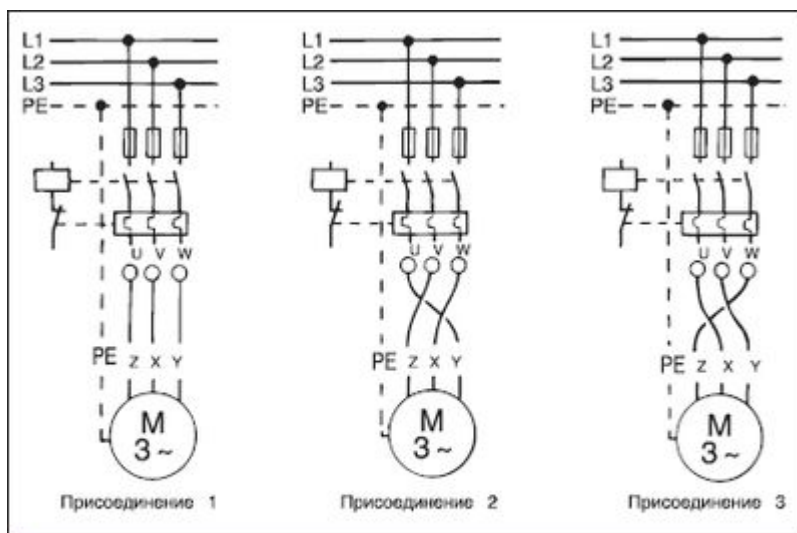 L1 L1 L1
L2 L2 L2
L3 L3 L3
PE PE PE
U V W U V W U V W
PE Z X Y PE Z X Y PE Z X Y
M M M
3 ~ 3 ~ 3 ~
Присоединение 1 Присоединение 2 Присоединение 3